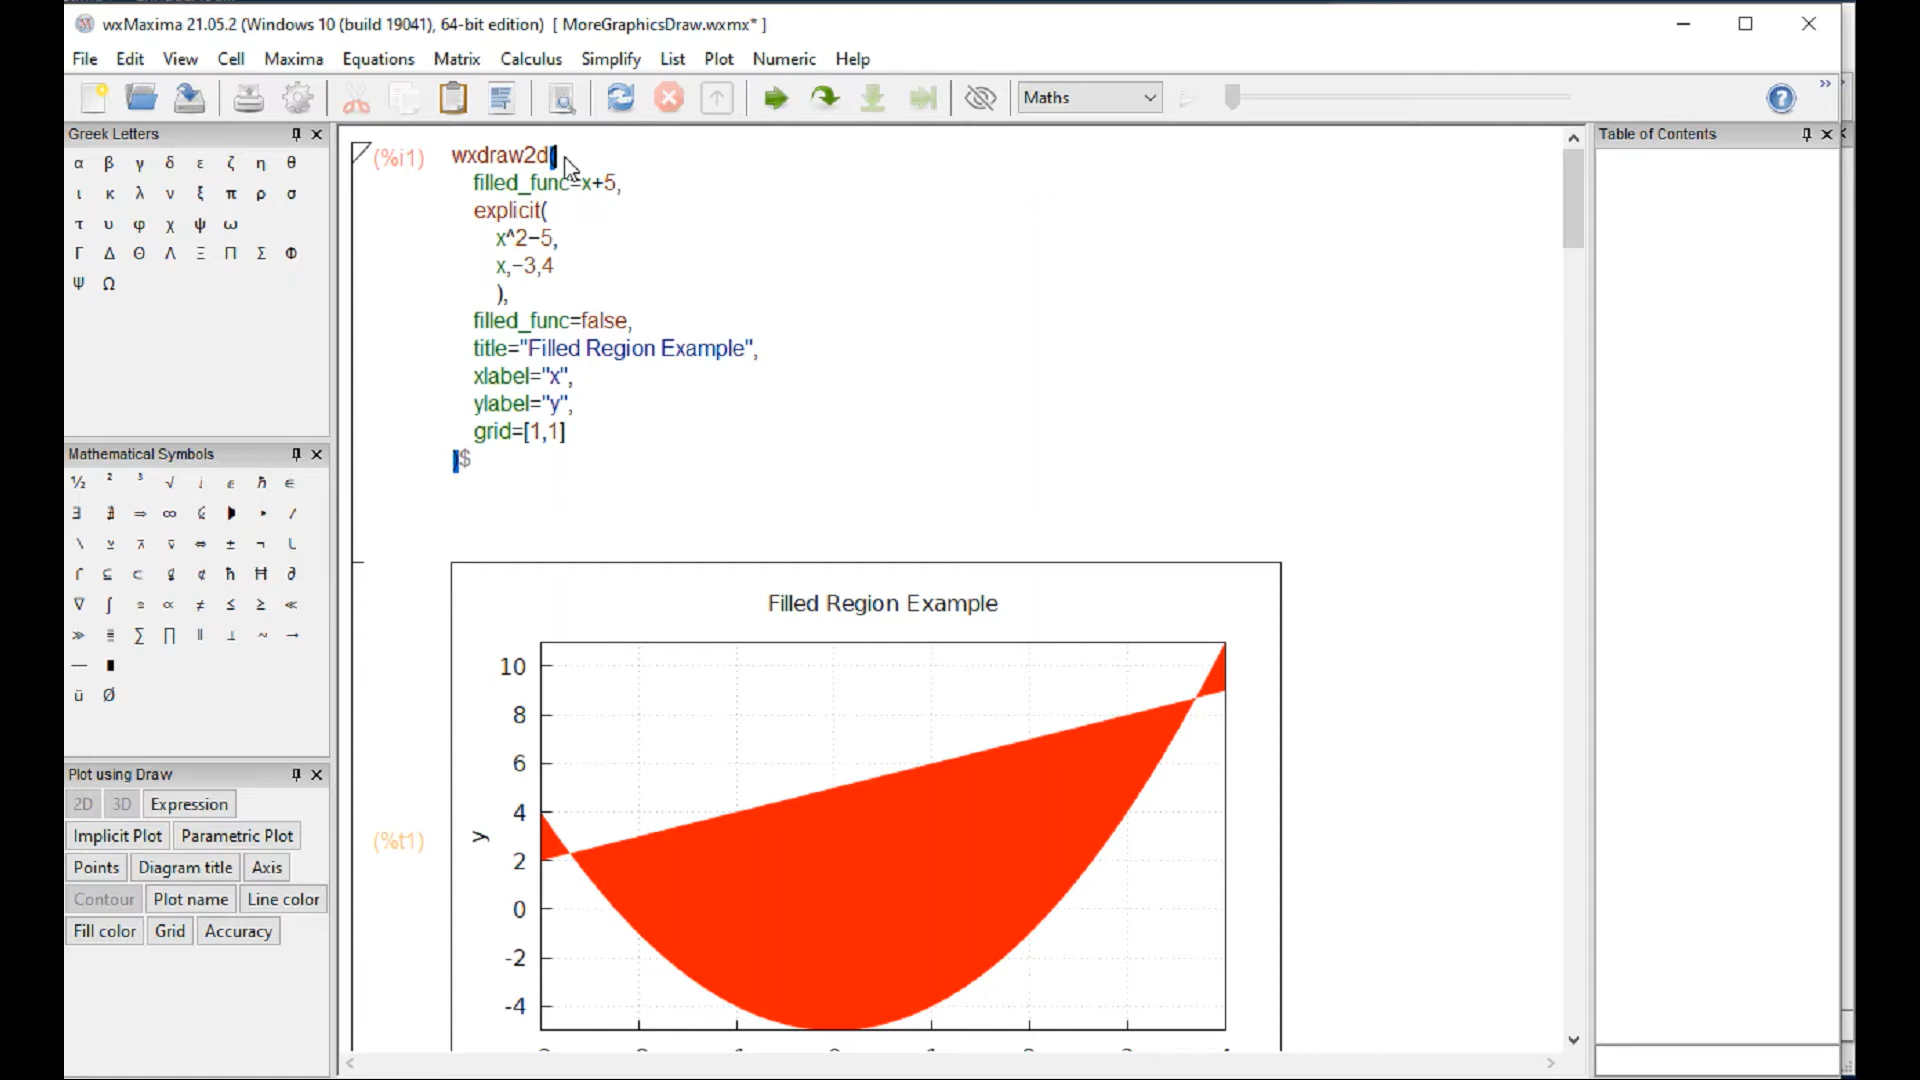 wxMaxima 21.05.2 (Windows 10 (build 19041), 64-bit edition) [ MoreGraphicsDraw.wxmx* ]
File Edit View Cell Maxima Equations Matrix Calculus Simplify List Plot Numeric Help
Maths
Greek Letters
α β γ δ ε ζ η θ
ι κ λ ν ξ π ρ σ
τ υ φ χ ψ ω
Γ Δ Θ Λ Ξ Π Σ Φ
Ψ Ω
Mathematical Symbols
½ ² ³ √ ħ ∈
∃ ∄ ⇒ ∞
⇔ ± ¬
⊆ ⊂ ħ Ħ ∂
∇ ∫ ∝ ≠ ≤ ≥ ≪
≫ ∑ ∏ ∥ ⊥ ~ →
ü Ø
Plot using Draw
2D 3D Expression
Implicit Plot Parametric Plot
Points Diagram title Axis
Contour Plot name Line color
Fill color Grid Accuracy
(%i1) wxdraw2d(
filled_func=x+5,
explicit(
x^2−5,
x,−3,4
),
filled_func=false,
title="Filled Region Example",
xlabel="x",
ylabel="y",
grid=[1,1]
)$
(%t1)
Filled Region Example
10
8
6
4
2
0
-2
-4
y
Table of Contents